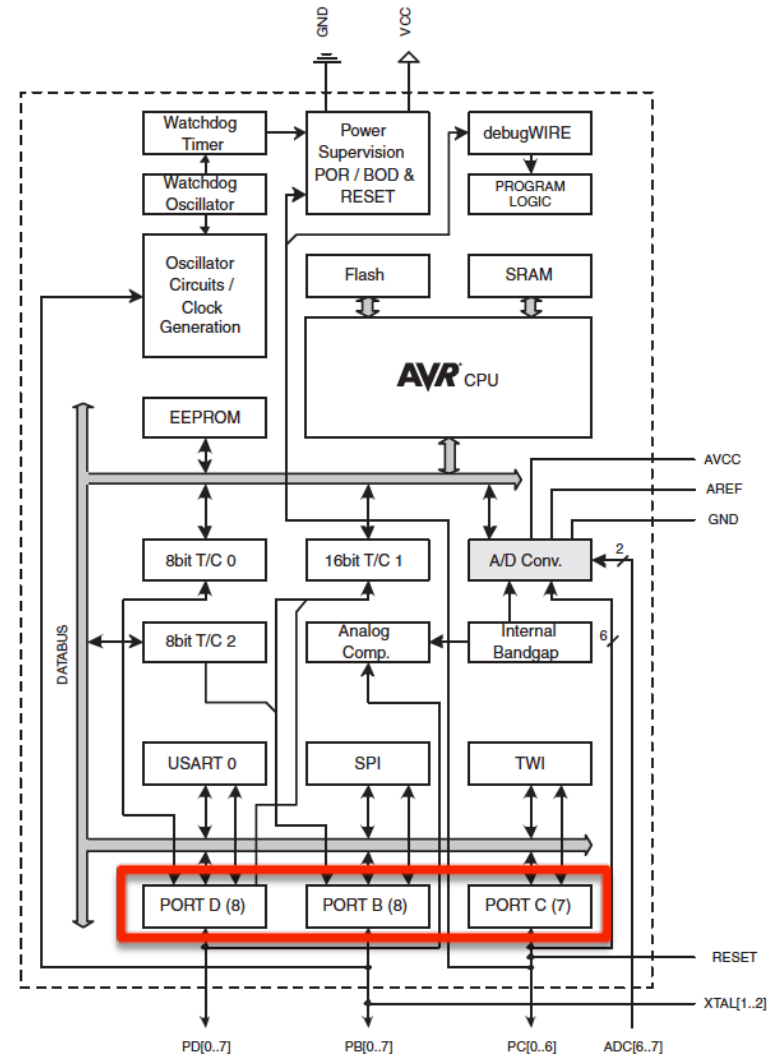 GND
VCC
Watchdog
Timer
Power
Supervision
POR / BOD &
RESET
debugWIRE
Watchdog
Oscillator
PROGRAM
LOGIC
Oscillator
Circuits /
Clock
Generation
Flash
SRAM
AVR CPU
EEPROM
AVCC
AREF
GND
8bit T/C 0
16bit T/C 1
A/D Conv.
2
DATABUS
8bit T/C 2
Analog
Comp.
Internal
Bandgap
6
USART 0
SPI
TWI
PORT D (8)
PORT B (8)
PORT C (7)
RESET
XTAL[1..2]
PD[0..7]
PB[0..7]
PC[0..6]
ADC[6..7]